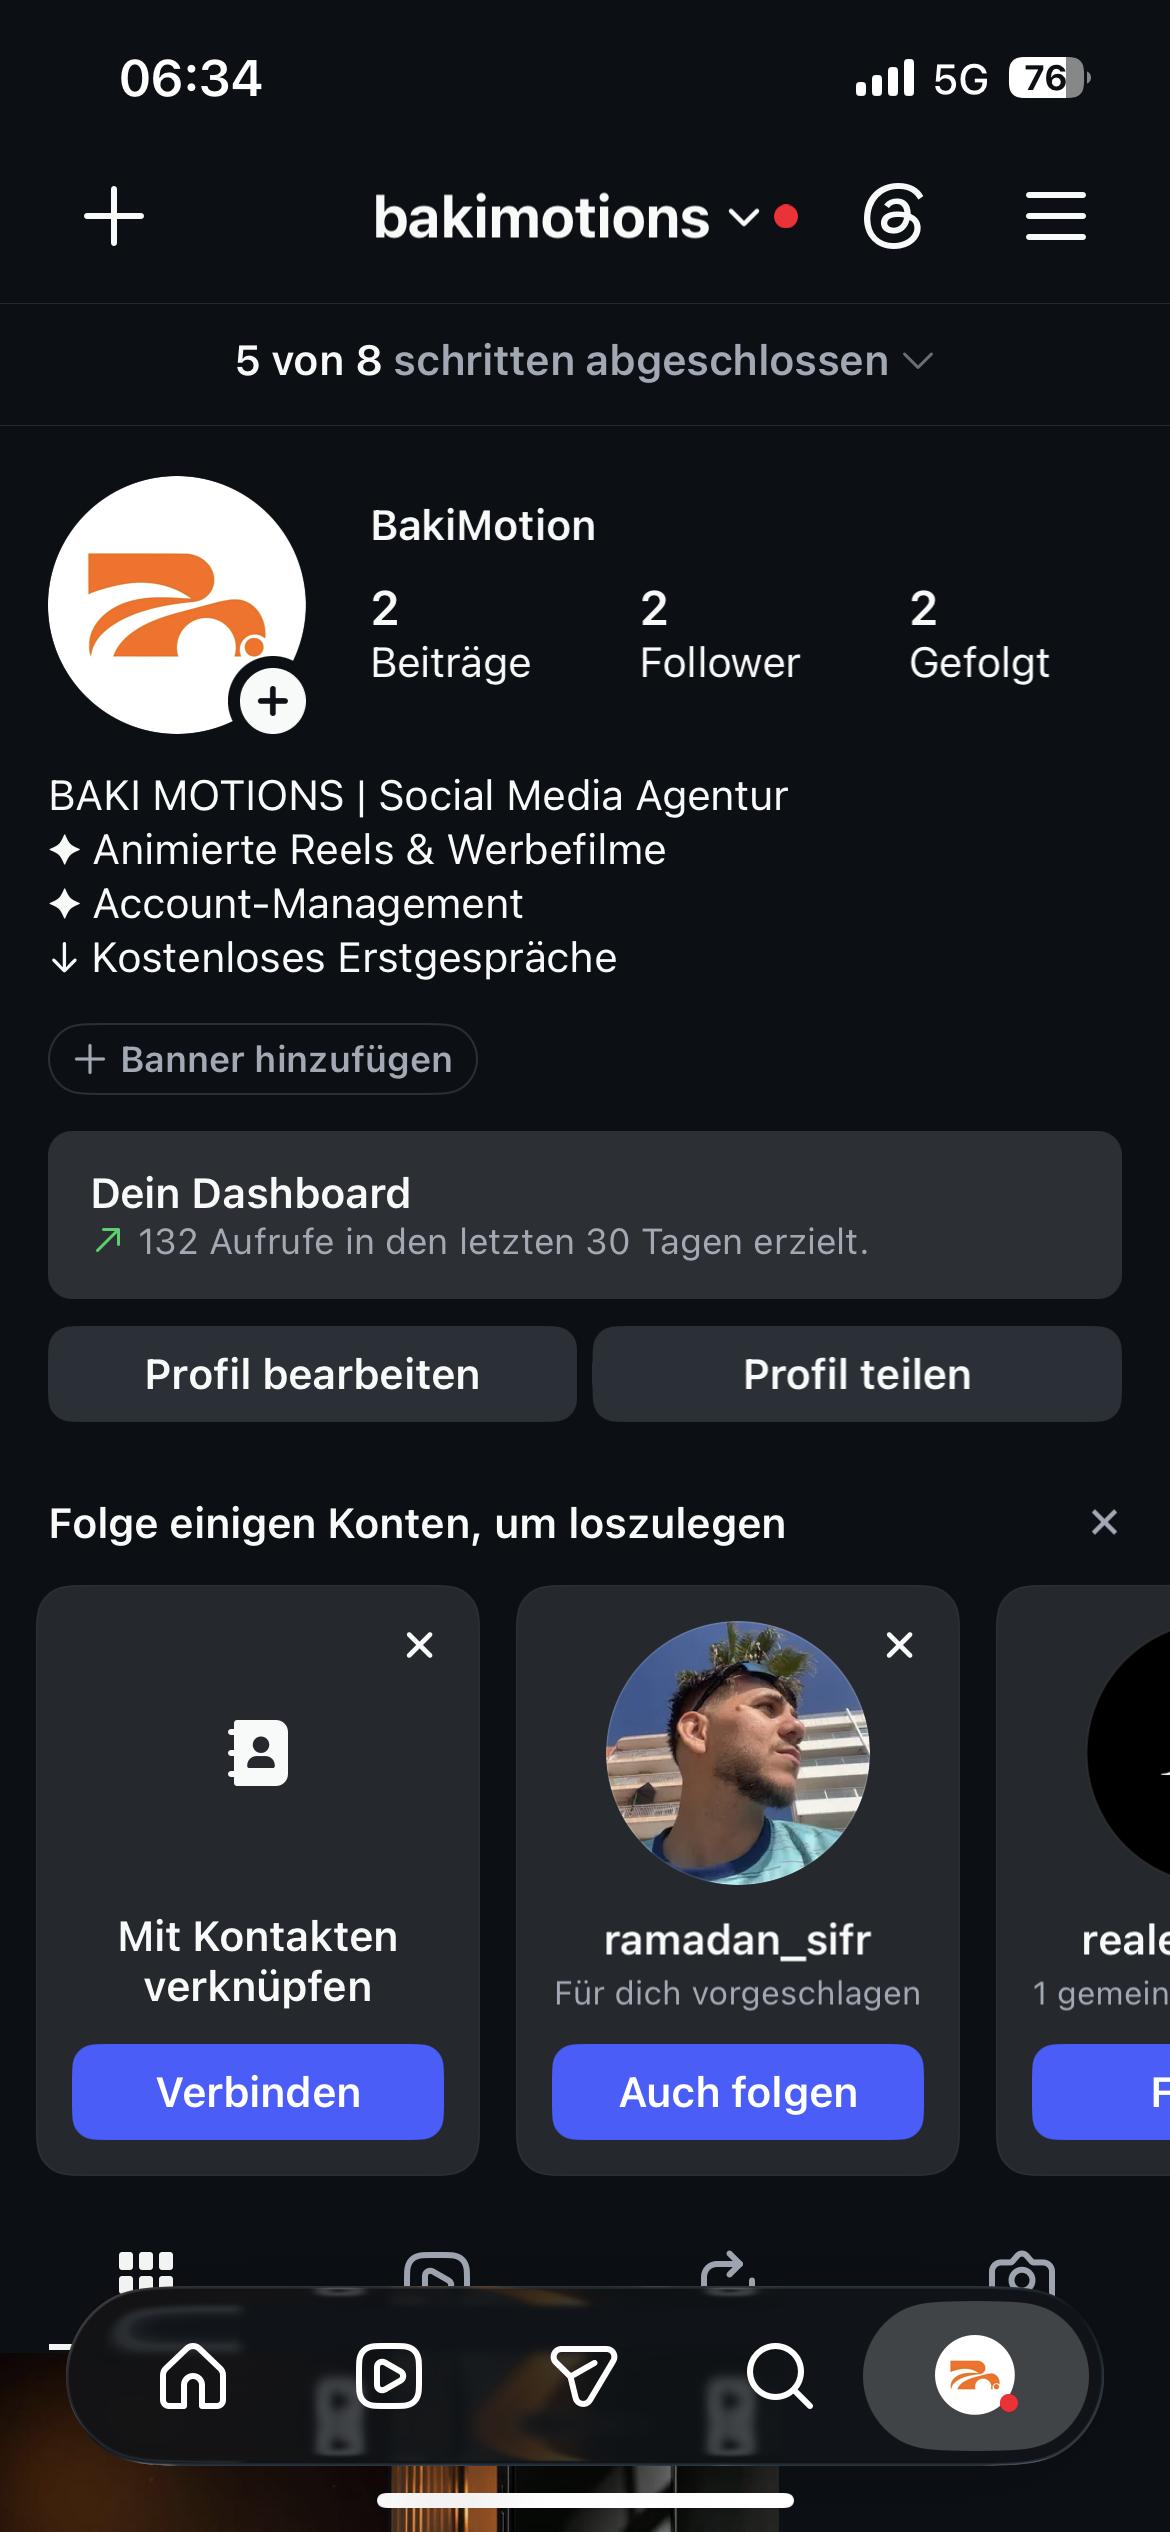 06:34
5G
76
bakimotions
5 von 8 schritten abgeschlossen
BakiMotion
2 2 2
Beiträge Follower Gefolgt
BAKI MOTIONS | Social Media Agentur
✦ Animierte Reels & Werbefilme
✦ Account-Management
↓ Kostenloses Erstgespräche
+ Banner hinzufügen
Dein Dashboard
↗ 132 Aufrufe in den letzten 30 Tagen erzielt.
Profil bearbeiten
Profil teilen
Folge einigen Konten, um loszulegen
Mit Kontakten
verknüpfen
Verbinden
ramadan_sifr
Für dich vorgeschlagen
Auch folgen
1